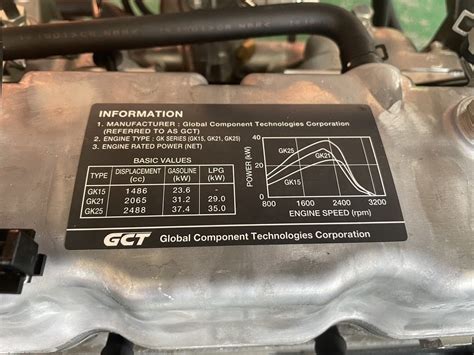 INFORMATION
1. MANUFACTURER : Global Component Technologies Corporation
(REFERRED TO AS GCT)
2. ENGINE TYPE : GK SERIES (GK15, GK21, GK25)
3. ENGINE RATED POWER (NET)
BASIC VALUES
TYPE DISPLACEMENT (cc) GASOLINE (kW) LPG (kW)
GK15 1486 23.6 -
GK21 2065 31.2 29.0
GK25 2488 37.4 35.0
POWER (kW)
40
20
0
GK25
GK21
GK15
800 1600 2400 3200
ENGINE SPEED (rpm)
GCT Global Component Technologies Corporation